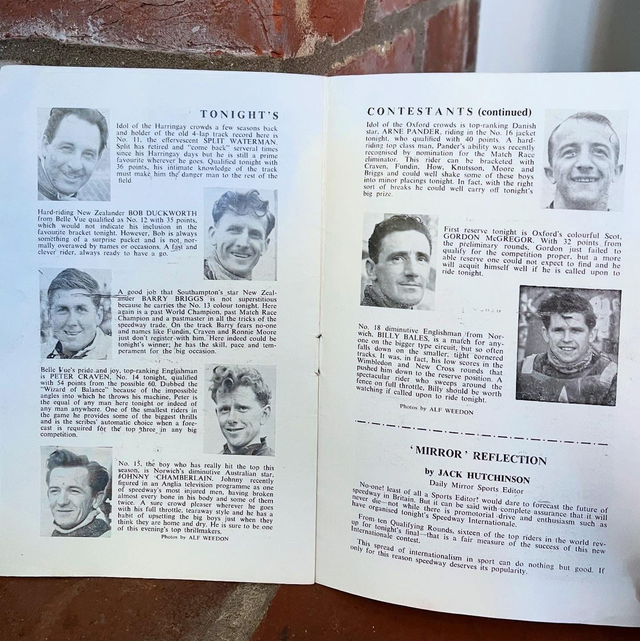 TONIGHT'S
Idol of the Harringay crowds a few seasons back
and holder of the old 4-lap track record here is
No. 11, the effervescent SPLIT WATERMAN.
Split has retired and "come back" several times
since his Harringay days but he is still a prime
favourite wherever he goes. Qualified tonight with
36 points, his intimate knowledge of the track
must make him the danger man to the rest of the
field.
Hard-riding New Zealander BOB DUCKWORTH
from Belle Vue qualified as No. 12 with 35 points,
which would not indicate his inclusion in the
favourite bracket tonight. However, Bob is always
something of a surprise packet and is not nor-
mally overawed by names or occasions. A fast and
clever rider, always ready to have a go.
A good job that Southampton's star New Zeal-
ander BARRY BRIGGS is not superstitious
because he carries the No. 13 colour tonight. Here
again is a past World Champion, past Match Race
Champion and a pastmaster in all the tricks of the
speedway trade. On the track Barry fears no-one
and names like Fundin, Craven and Ronnie Moore
just don't register with him. Here indeed could be
tonight's winner; he has the skill, pace and tem-
perament for the big occasion.
Belle Vue's pride and joy, top-ranking Englishman
is PETER CRAVEN, No. 14 tonight, qualified
with 54 points from the possible 60. Dubbed the
"Wizard of Balance" because of the impossible
angles into which he throws his machine, Peter is
the equal of any man here tonight or indeed of
any man anywhere. One of the smallest riders in
the game he provides some of the biggest thrills
and is the scribes' automatic choice when a fore-
cast is required for the top three in any big
competition.
No. 15, the boy who has really hit the top this
season, is Norwich's diminutive Australian star,
JOHNNY CHAMBERLAIN. Johnny recently
figured in an Anglia television programme as one
of speedway's most injured men, having broken
almost every bone in his body and some of them
twice. A sure crowd pleaser wherever he goes
with his full throttle, tearaway style and he has a
habit of upsetting the big boys just when they
think they are home and dry. He is sure to be one
of this evening's top thrillmakers.
Photos by ALF WEEDON
CONTESTANTS (continued)
Idol of the Oxford crowds is top-ranking Danish
star, ARNE PANDER, riding in the No. 16 jacket
tonight, who qualified with 40 points. A hard-
riding top class man, Pander's ability was recently
recognised by nomination for the Match Race
eliminator. This rider can be bracketed with
Craven, Fundin, How, Knutsson, Moore and
Briggs and could well shake some of these boys
into minor placings tonight. In fact, with the right
sort of breaks he could well carry off tonight's
big prize.
First reserve tonight is Oxford's colourful Scot,
GORDON McGREGOR. With 32 points from
the preliminary rounds, Gordon just failed to
qualify for the competition proper, but a more
able reserve one could not expect to find and he
will acquit himself well if he is called upon to
ride tonight.
No. 18 diminutive Englishman from Nor-
wich, BILLY BALES, is a match for any-
one on the bigger type circuit, but so often
falls down on the smaller, tight cornered
tracks. It was, in fact, his low scores in the
Wimbledon and New Cross rounds that
pushed him down to the reserve position. A
spectacular rider who sweeps around the
fence on full throttle, Billy should be worth
watching if called upon to ride tonight.
Photos by ALF WEEDON
'MIRROR' REFLECTION
by JACK HUTCHINSON
Daily Mirror Sports Editor
No-one! least of all a Sports Editor! would dare to forecast the future of
speedway in Britain. But it can be said with complete assurance that it will
never die—not while there is promotional drive and enthusiasm such as
have organised tonight's Speedway Internationale.
From ten Qualifying Rounds, sixteen of the top riders in the world rev-
up for tonight's final—that is a fair measure of the success of this new
Internationale contest.
This spread of internationalism in sport can do nothing but good. If
only for this reason speedway deserves its popularity.